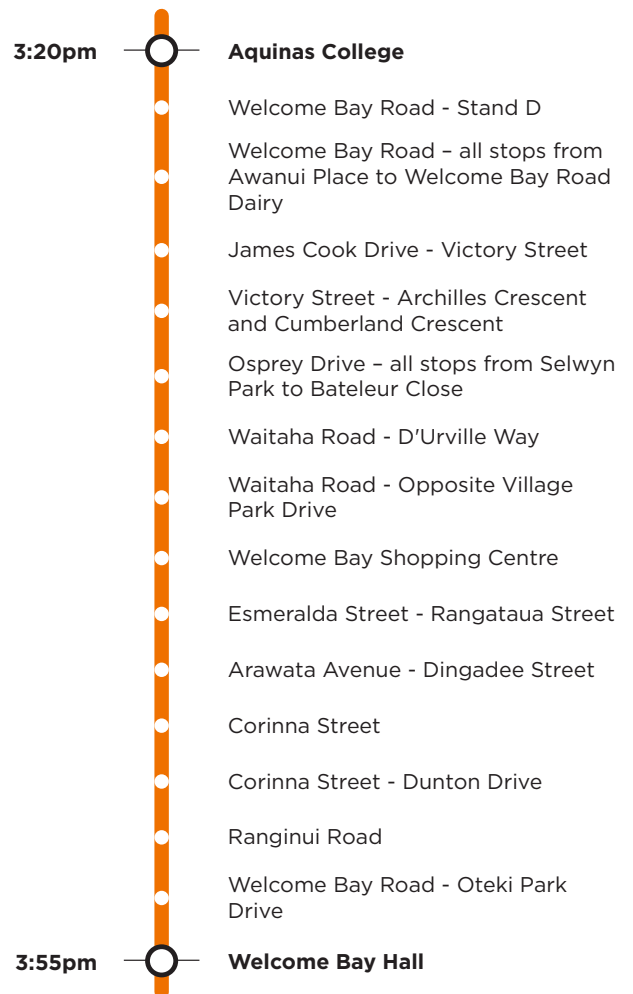 3:20pm Aquinas College
Welcome Bay Road - Stand D
Welcome Bay Road – all stops from
Awanui Place to Welcome Bay Road
Dairy
James Cook Drive - Victory Street
Victory Street - Archilles Crescent
and Cumberland Crescent
Osprey Drive – all stops from Selwyn
Park to Bateleur Close
Waitaha Road - D'Urville Way
Waitaha Road - Opposite Village
Park Drive
Welcome Bay Shopping Centre
Esmeralda Street - Rangataua Street
Arawata Avenue - Dingadee Street
Corinna Street
Corinna Street - Dunton Drive
Ranginui Road
Welcome Bay Road - Oteki Park
Drive
3:55pm Welcome Bay Hall